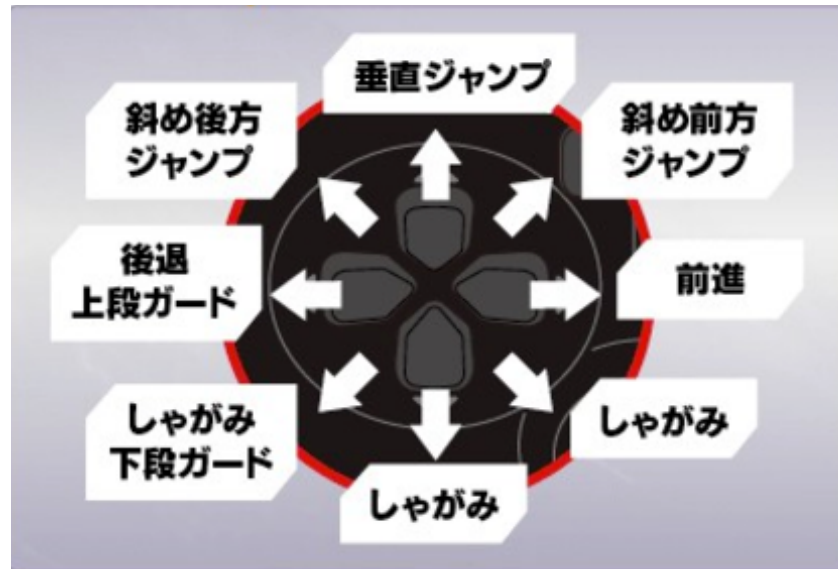 垂直ジャンプ
斜め後方
ジャンプ
斜め前方
ジャンプ
後退
上段ガード
前進
しゃがみ
下段ガード
しゃがみ
しゃがみ